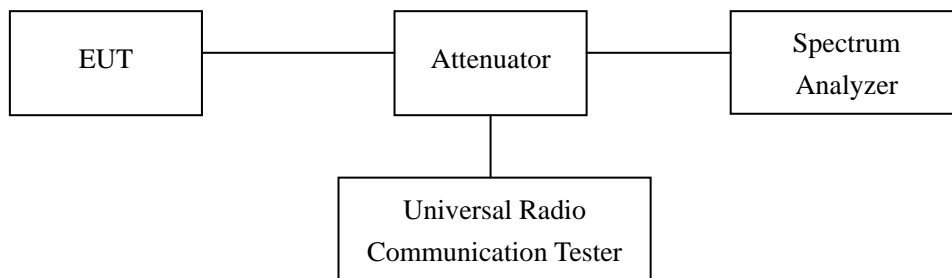 EUT
Attenuator
Spectrum
Analyzer
Universal Radio
Communication Tester